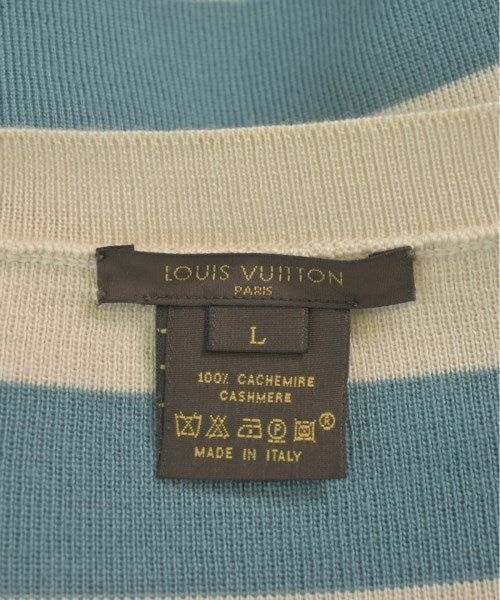 LOUIS VUITTON
PARIS
L
100% CACHEMIRE
CASHMERE
P ®
MADE IN ITALY